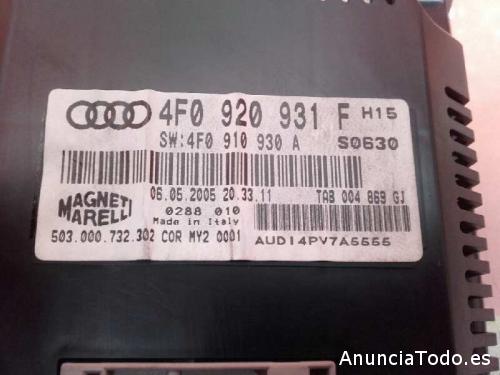 4F0 920 931 F H15
SW:4F0 910 930 A S0630
06.05.2005 20.33.11 TAB 004 869 GJ
MAGNETI MARELLI
0288 010
Made in Italy
503.000.732.302 COR MY2 0001
AUDI4PV7A5555
AnunciaTodo.es